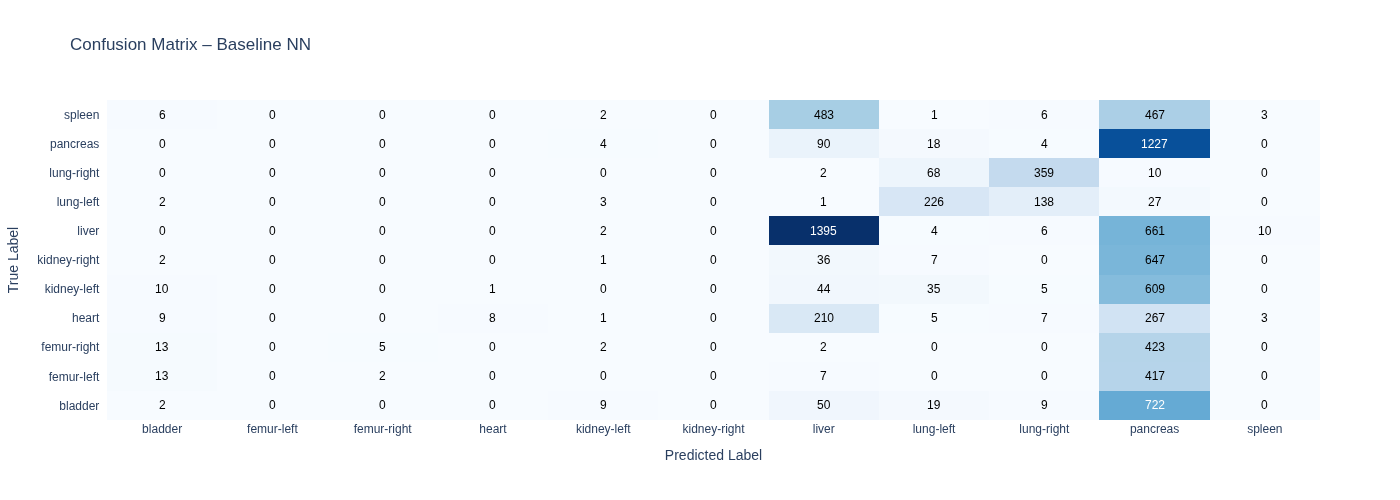 Confusion Matrix – Baseline NN
spleen 6 0 0 0 2 0 483 1 6 467 3
pancreas 0 0 0 0 4 0 90 18 4 1227 0
lung-right 0 0 0 0 0 0 2 68 359 10 0
lung-left 2 0 0 0 3 0 1 226 138 27 0
liver 0 0 0 0 2 0 1395 4 6 661 10
kidney-right 2 0 0 0 1 0 36 7 0 647 0
kidney-left 10 0 0 1 0 0 44 35 5 609 0
heart 9 0 0 8 1 0 210 5 7 267 3
femur-right 13 0 5 0 2 0 2 0 0 423 0
femur-left 13 0 2 0 0 0 7 0 0 417 0
bladder 2 0 0 0 9 0 50 19 9 722 0
bladder femur-left femur-right heart kidney-left kidney-right liver lung-left lung-right pancreas spleen
Predicted Label
True Label